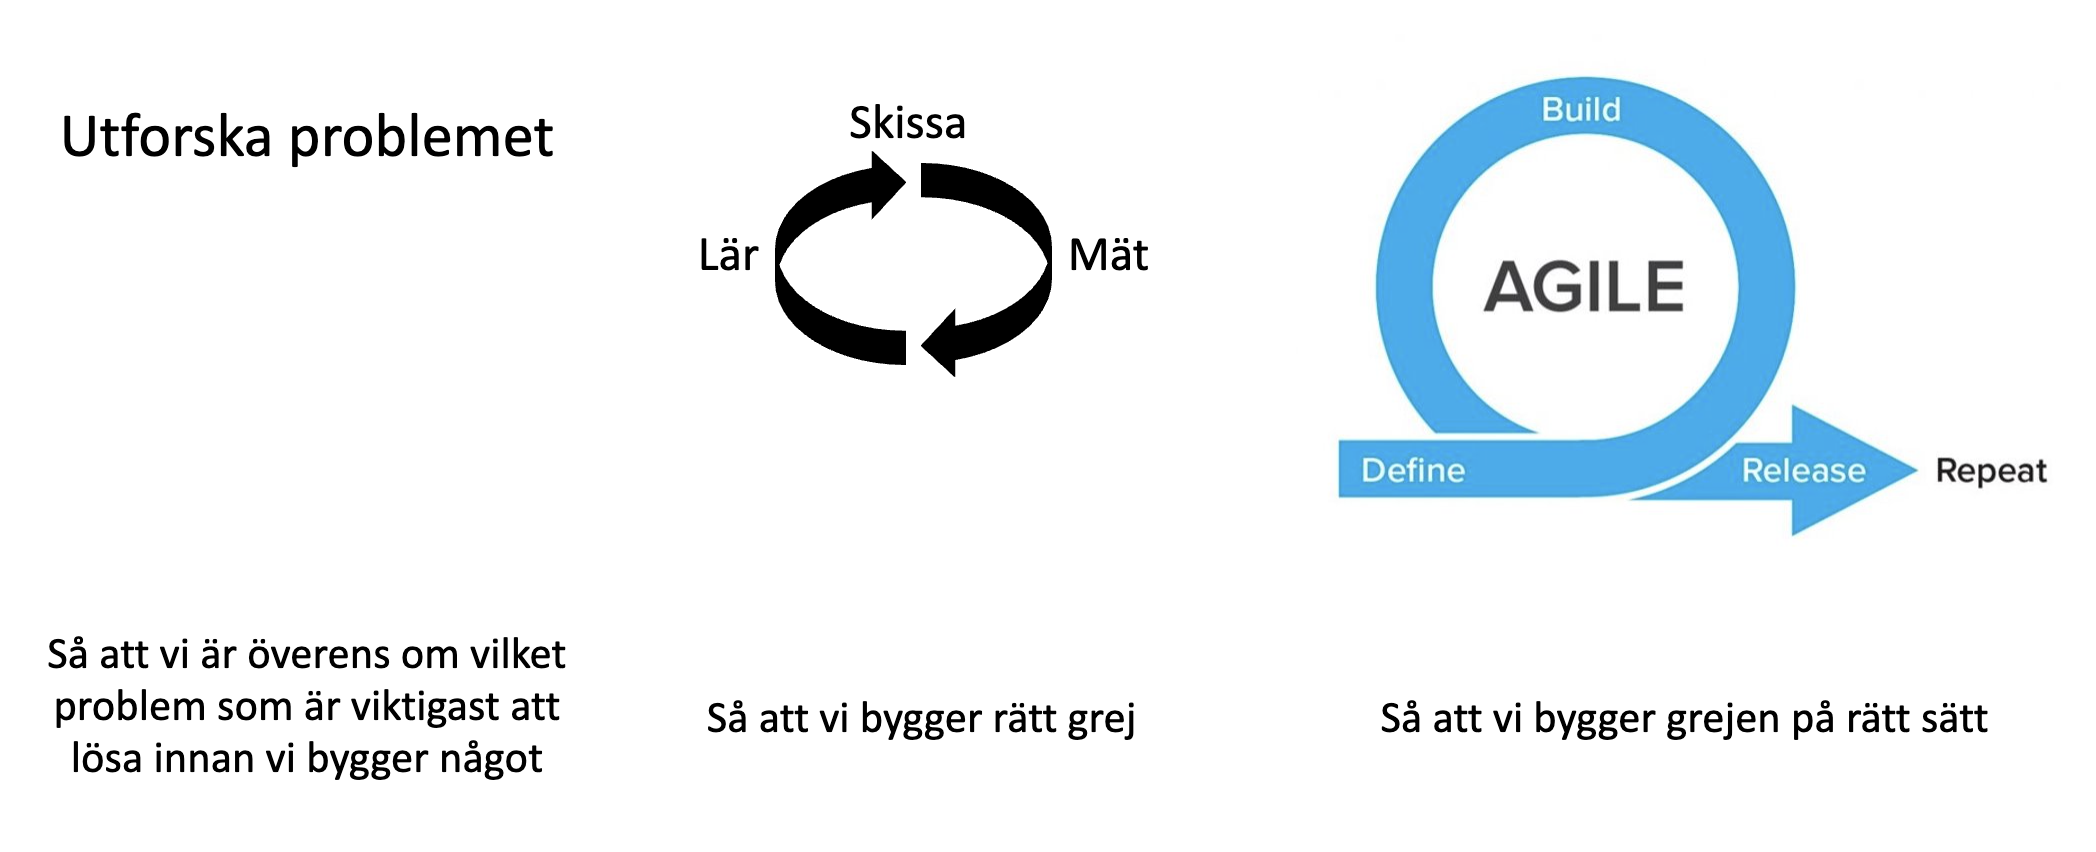 Utforska problemet
Så att vi är överens om vilket
problem som är viktigast att
lösa innan vi bygger något
Skissa
Lär
Mät
Så att vi bygger rätt grej
Build
AGILE
Define
Release
Repeat
Så att vi bygger grejen på rätt sätt